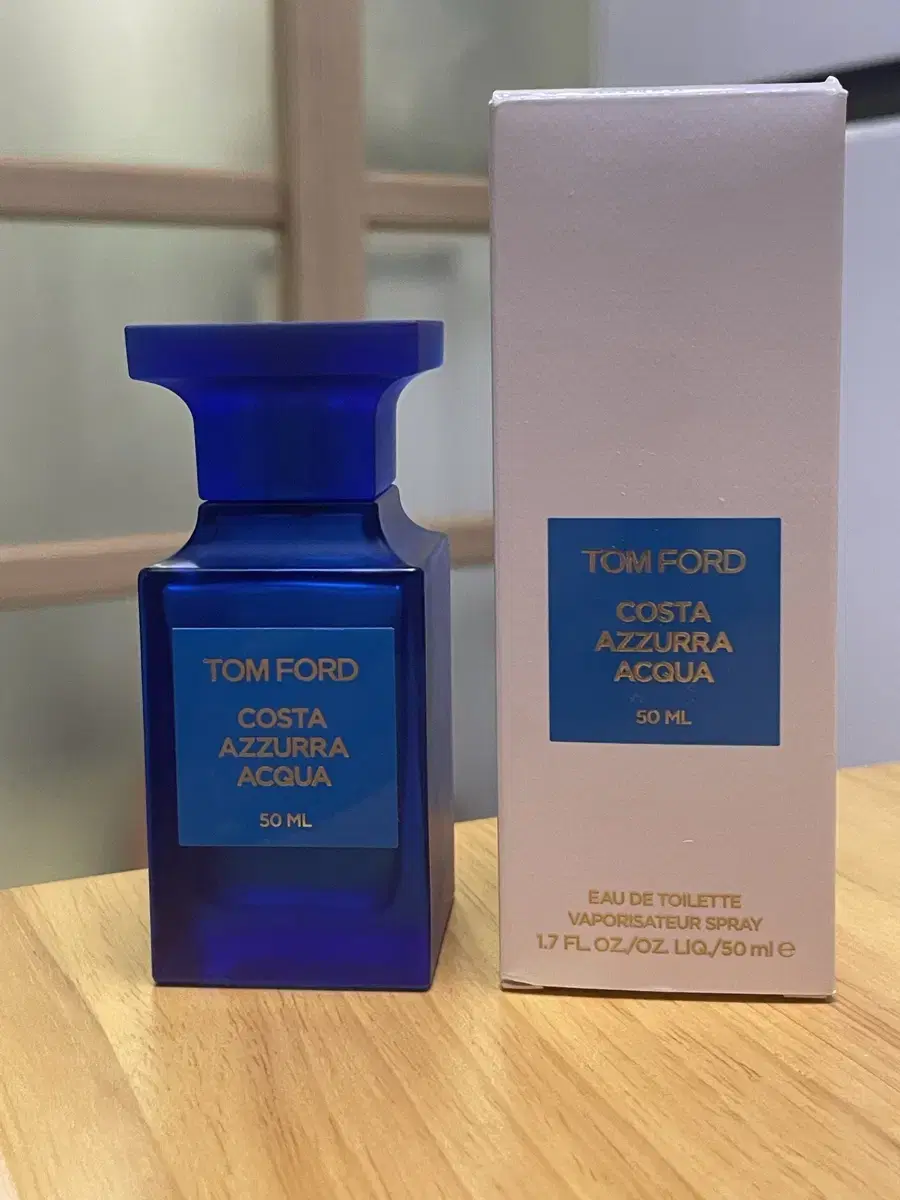 TOM FORD
COSTA
AZZURRA
ACQUA
50 ML
TOM FORD
COSTA
AZZURRA
ACQUA
50 ML
EAU DE TOILETTE
VAPORISATEUR SPRAY
1.7 FL. OZ./OZ. LIQ./50 ml ℮